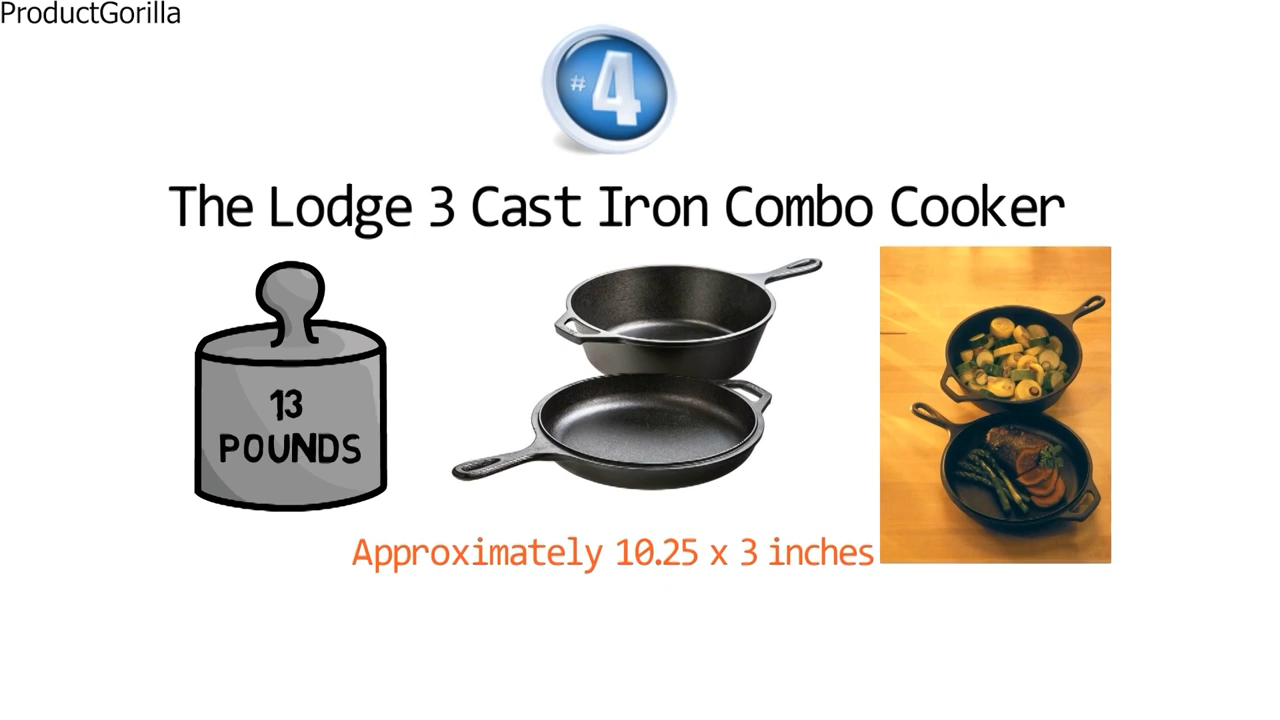 ProductGorilla
#4
The Lodge 3 Cast Iron Combo Cooker
13
POUNDS
Approximately 10.25 x 3 inches